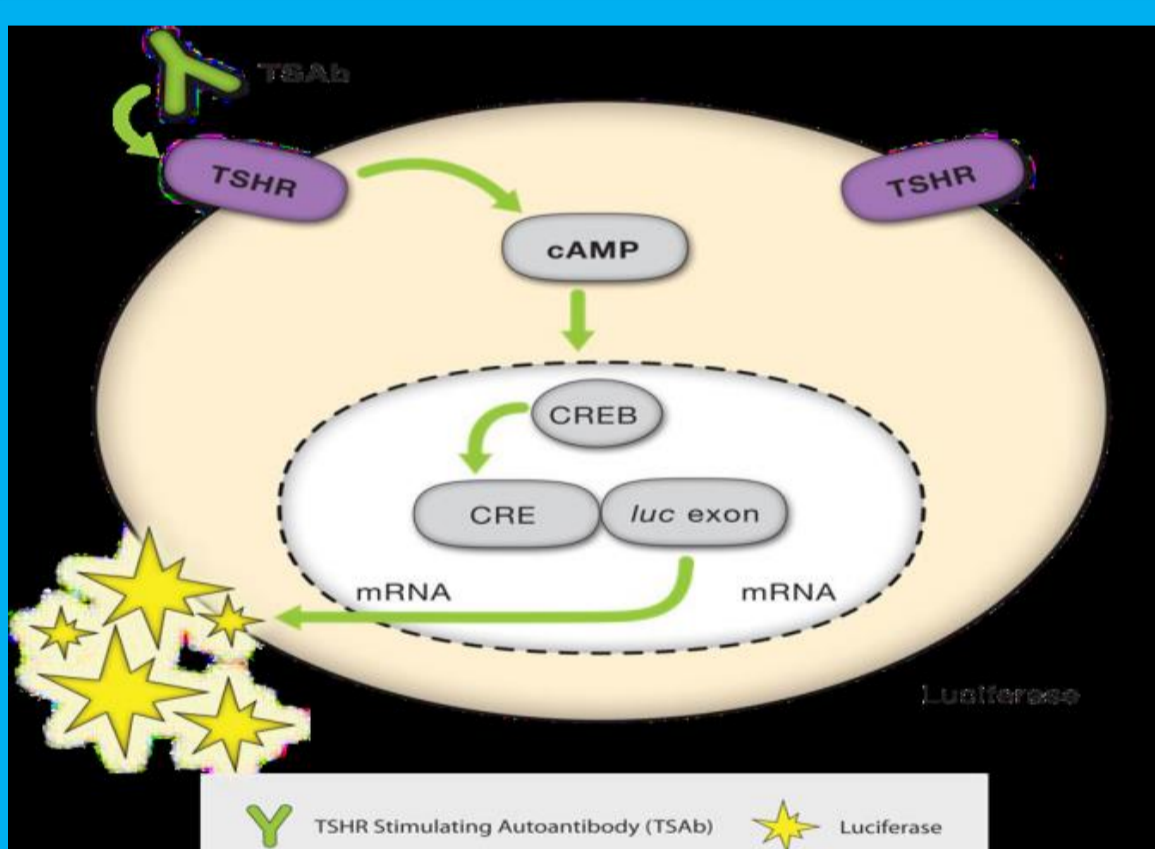 TSAb
TSHR
TSHR
cAMP
CREB
CRE
luc exon
mRNA
mRNA
Luciferase
TSHR Stimulating Autoantibody (TSAb)
Luciferase